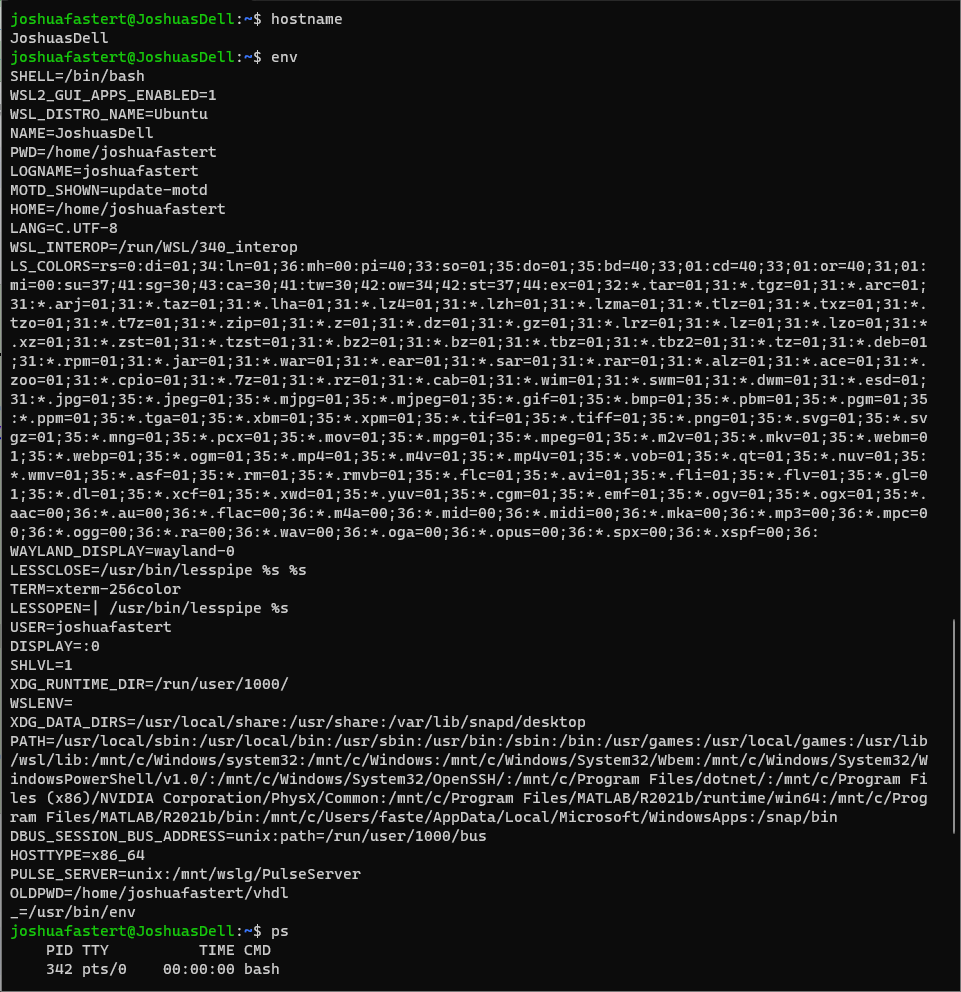 joshuafastert@JoshuasDell:~$ hostname
JoshuasDell
joshuafastert@JoshuasDell:~$ env
SHELL=/bin/bash
WSL2_GUI_APPS_ENABLED=1
WSL_DISTRO_NAME=Ubuntu
NAME=JoshuasDell
PWD=/home/joshuafastert
LOGNAME=joshuafastert
MOTD_SHOWN=update-motd
HOME=/home/joshuafastert
LANG=C.UTF-8
WSL_INTEROP=/run/WSL/340_interop
LS_COLORS=rs=0:di=01;34:ln=01;36:mh=00:pi=40;33:so=01;35:do=01;35:bd=40;33;01:cd=40;33;01:or=40;31;01:
mi=00:su=37;41:sg=30;43:ca=30;41:tw=30;42:ow=34;42:st=37;44:ex=01;32:*.tar=01;31:*.tgz=01;31:*.arc=01;
31:*.arj=01;31:*.taz=01;31:*.lha=01;31:*.lz4=01;31:*.lzh=01;31:*.lzma=01;31:*.tlz=01;31:*.txz=01;31:*.
tzo=01;31:*.t7z=01;31:*.zip=01;31:*.z=01;31:*.dz=01;31:*.gz=01;31:*.lrz=01;31:*.lz=01;31:*.lzo=01;31:*
.xz=01;31:*.zst=01;31:*.tzst=01;31:*.bz2=01;31:*.bz=01;31:*.tbz=01;31:*.tbz2=01;31:*.tz=01;31:*.deb=01
;31:*.rpm=01;31:*.jar=01;31:*.war=01;31:*.ear=01;31:*.sar=01;31:*.rar=01;31:*.alz=01;31:*.ace=01;31:*.
zoo=01;31:*.cpio=01;31:*.7z=01;31:*.rz=01;31:*.cab=01;31:*.wim=01;31:*.swm=01;31:*.dwm=01;31:*.esd=01;
31:*.jpg=01;35:*.jpeg=01;35:*.mjpg=01;35:*.mjpeg=01;35:*.gif=01;35:*.bmp=01;35:*.pbm=01;35:*.pgm=01;35
:*.ppm=01;35:*.tga=01;35:*.xbm=01;35:*.xpm=01;35:*.tif=01;35:*.tiff=01;35:*.png=01;35:*.svg=01;35:*.sv
gz=01;35:*.mng=01;35:*.pcx=01;35:*.mov=01;35:*.mpg=01;35:*.mpeg=01;35:*.m2v=01;35:*.mkv=01;35:*.webm=0
1;35:*.webp=01;35:*.ogm=01;35:*.mp4=01;35:*.m4v=01;35:*.mp4v=01;35:*.vob=01;35:*.qt=01;35:*.nuv=01;35:
*.wmv=01;35:*.asf=01;35:*.rm=01;35:*.rmvb=01;35:*.flc=01;35:*.avi=01;35:*.fli=01;35:*.flv=01;35:*.gl=0
1;35:*.dl=01;35:*.xcf=01;35:*.xwd=01;35:*.yuv=01;35:*.cgm=01;35:*.emf=01;35:*.ogv=01;35:*.ogx=01;35:*.
aac=00;36:*.au=00;36:*.flac=00;36:*.m4a=00;36:*.mid=00;36:*.midi=00;36:*.mka=00;36:*.mp3=00;36:*.mpc=0
0;36:*.ogg=00;36:*.ra=00;36:*.wav=00;36:*.oga=00;36:*.opus=00;36:*.spx=00;36:*.xspf=00;36:
WAYLAND_DISPLAY=wayland-0
LESSCLOSE=/usr/bin/lesspipe %s %s
TERM=xterm-256color
LESSOPEN=| /usr/bin/lesspipe %s
USER=joshuafastert
DISPLAY=:0
SHLVL=1
XDG_RUNTIME_DIR=/run/user/1000/
WSLENV=
XDG_DATA_DIRS=/usr/local/share:/usr/share:/var/lib/snapd/desktop
PATH=/usr/local/sbin:/usr/local/bin:/usr/sbin:/usr/bin:/sbin:/bin:/usr/games:/usr/local/games:/usr/lib
/wsl/lib:/mnt/c/Windows/system32:/mnt/c/Windows:/mnt/c/Windows/System32/Wbem:/mnt/c/Windows/System32/W
indowsPowerShell/v1.0/:/mnt/c/Windows/System32/OpenSSH/:/mnt/c/Program Files/dotnet/:/mnt/c/Program Fi
les (x86)/NVIDIA Corporation/PhysX/Common:/mnt/c/Program Files/MATLAB/R2021b/runtime/win64:/mnt/c/Prog
ram Files/MATLAB/R2021b/bin:/mnt/c/Users/faste/AppData/Local/Microsoft/WindowsApps:/snap/bin
DBUS_SESSION_BUS_ADDRESS=unix:path=/run/user/1000/bus
HOSTTYPE=x86_64
PULSE_SERVER=unix:/mnt/wslg/PulseServer
OLDPWD=/home/joshuafastert/vhdl
_=/usr/bin/env
joshuafastert@JoshuasDell:~$ ps
    PID TTY          TIME CMD
    342 pts/0    00:00:00 bash